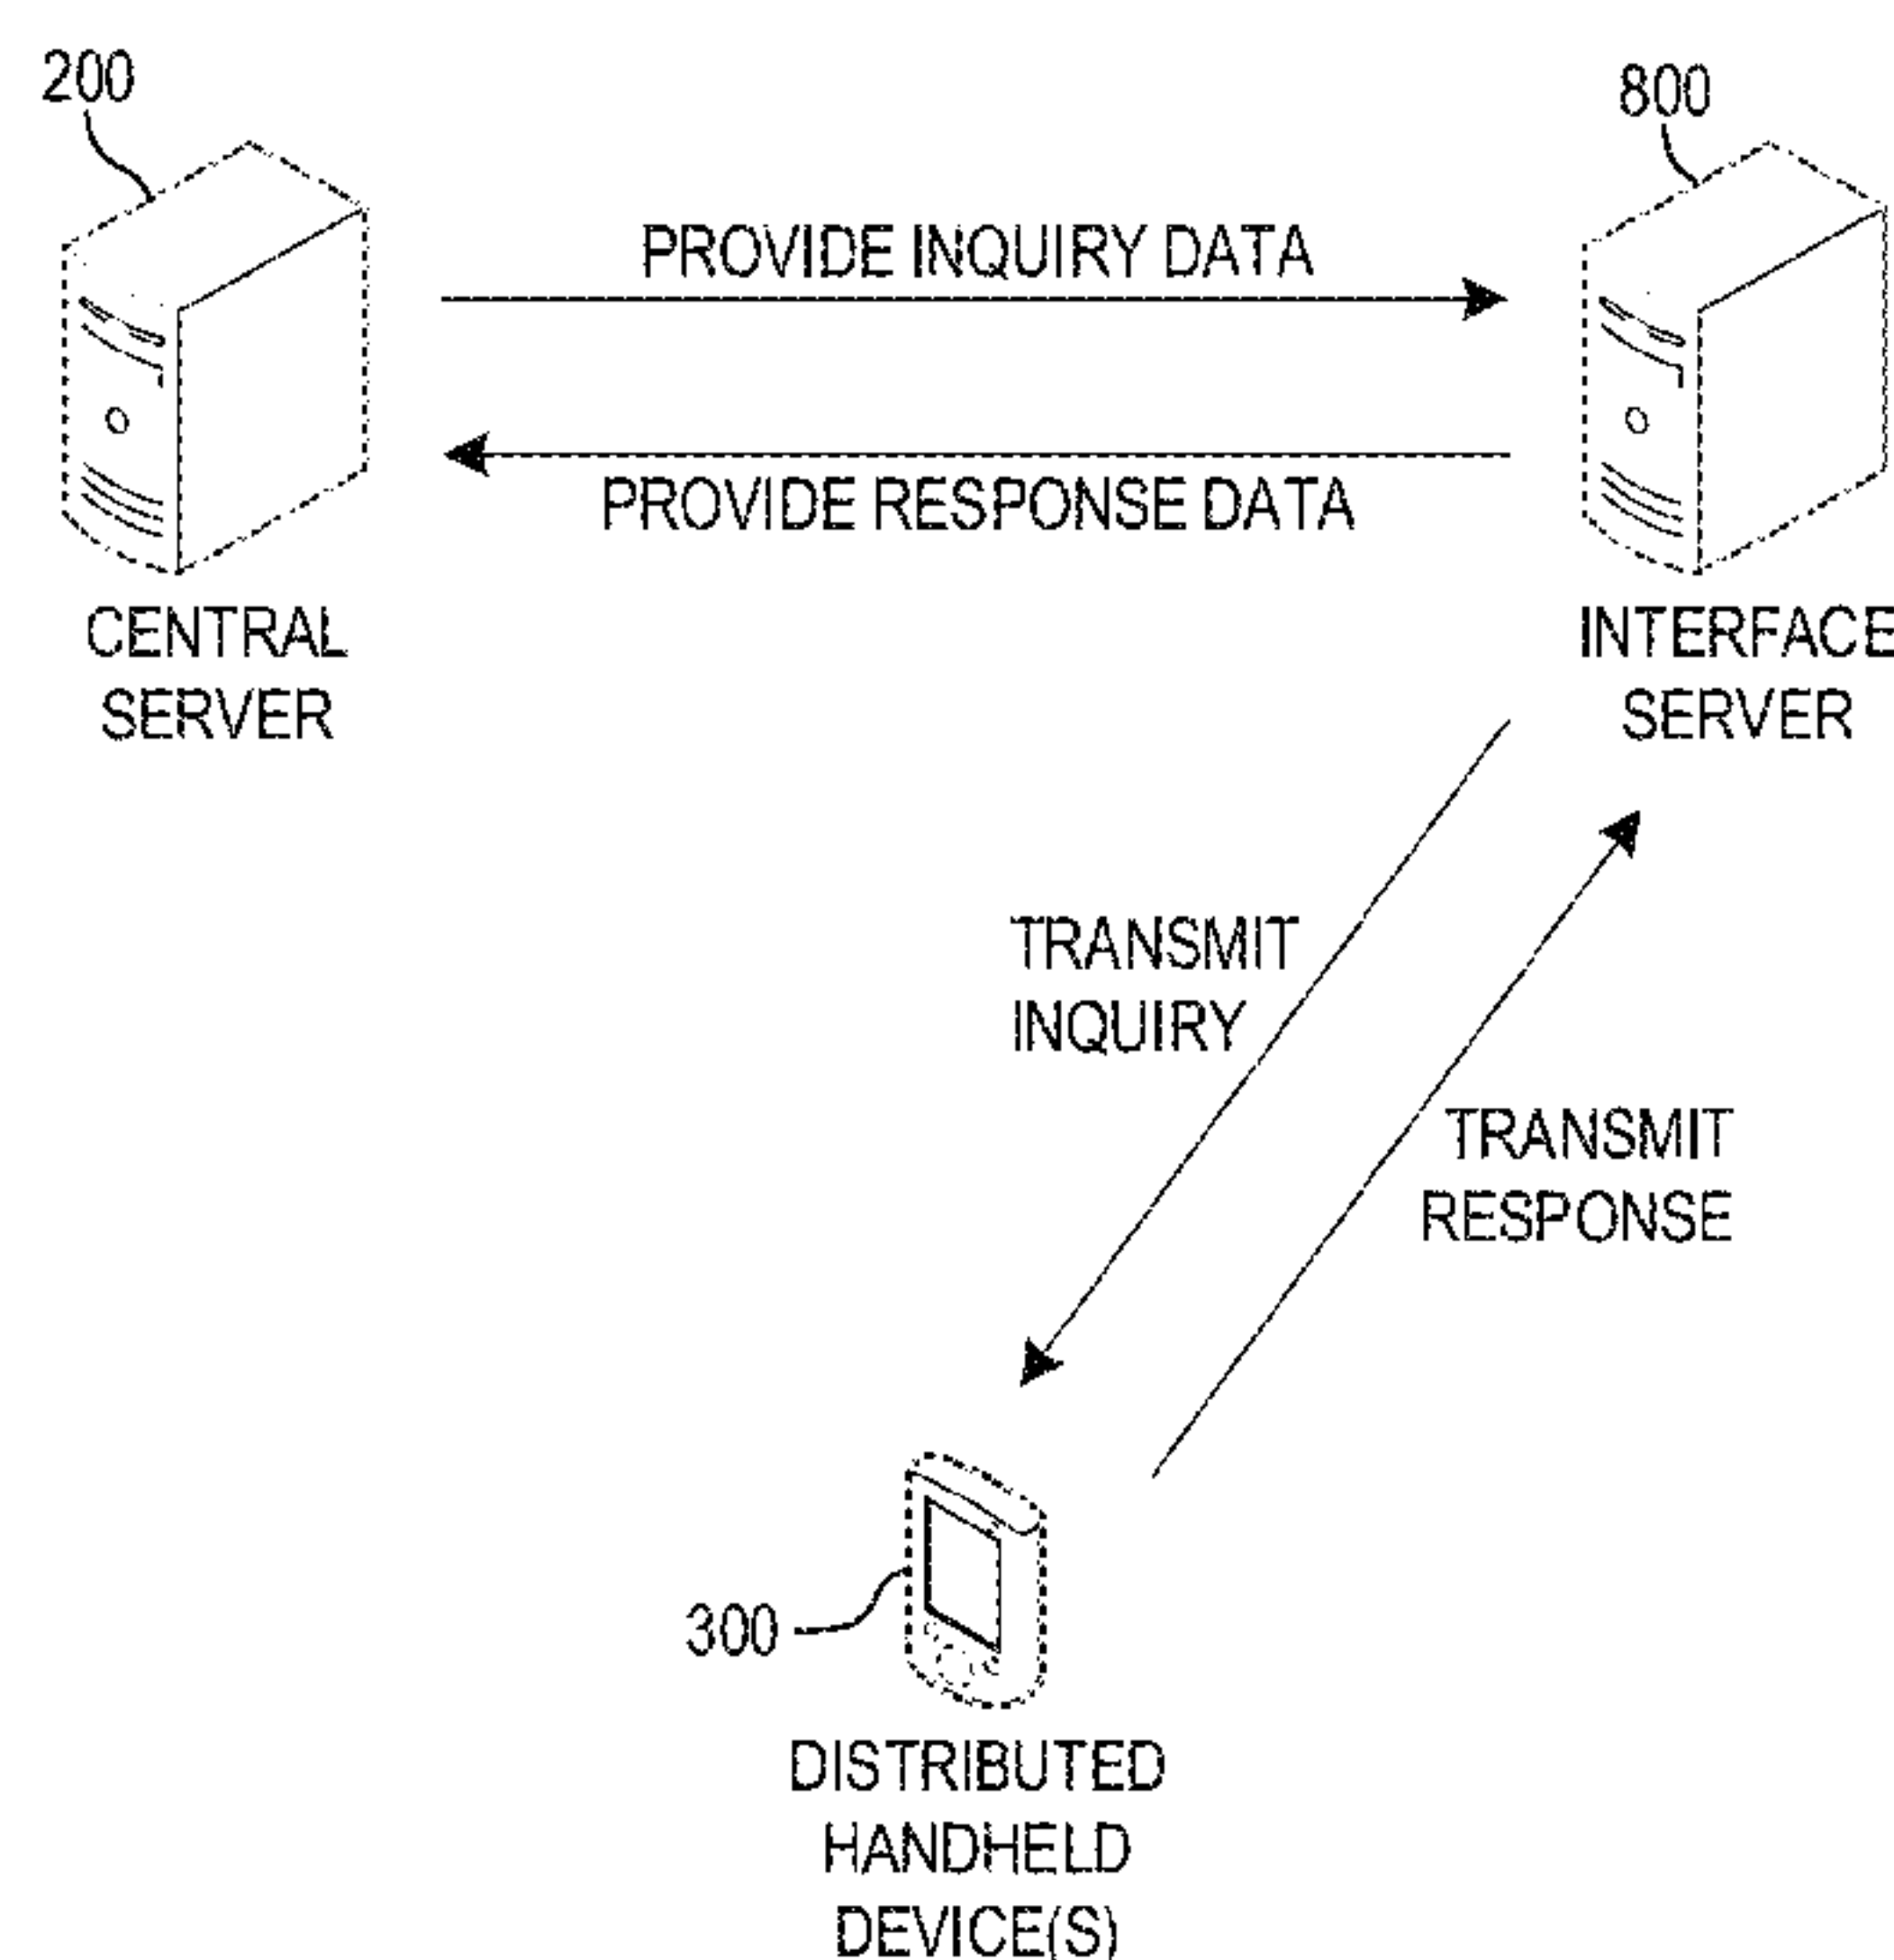 200
800
PROVIDE INQUIRY DATA
PROVIDE RESPONSE DATA
CENTRAL
SERVER
INTERFACE
SERVER
TRANSMIT
INQUIRY
TRANSMIT
RESPONSE
300
DISTRIBUTED
HANDHELD
DEVICE(S)